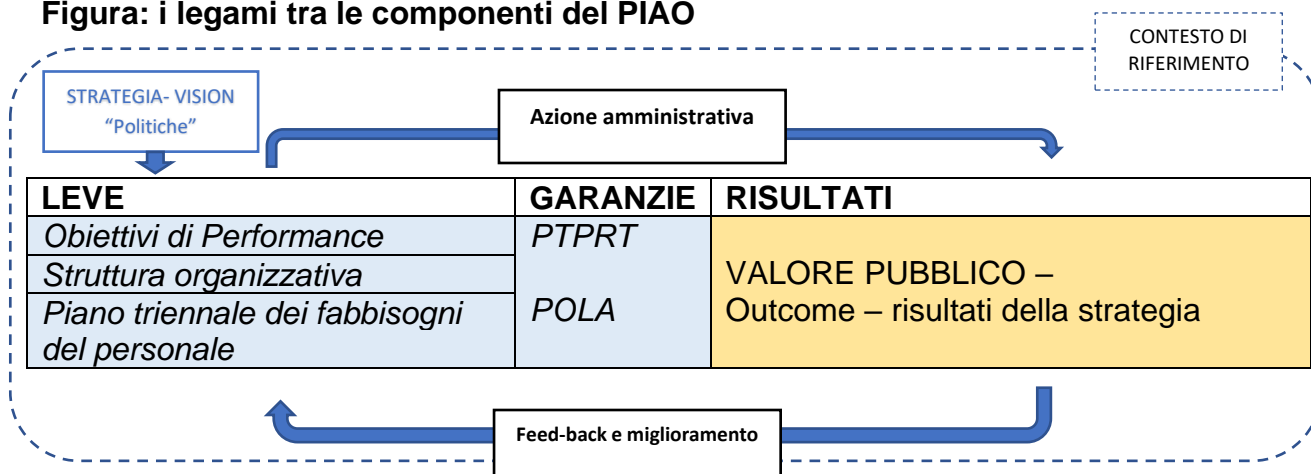 Figura: i legami tra le componenti del PIAO
CONTESTO DI
RIFERIMENTO
STRATEGIA- VISION
“Politiche”
Azione amministrativa
LEVE GARANZIE RISULTATI
Obiettivi di Performance PTPRT
Struttura organizzativa
VALORE PUBBLICO –
Piano triennale dei fabbisogni POLA Outcome – risultati della strategia
del personale
Feed-back e miglioramento